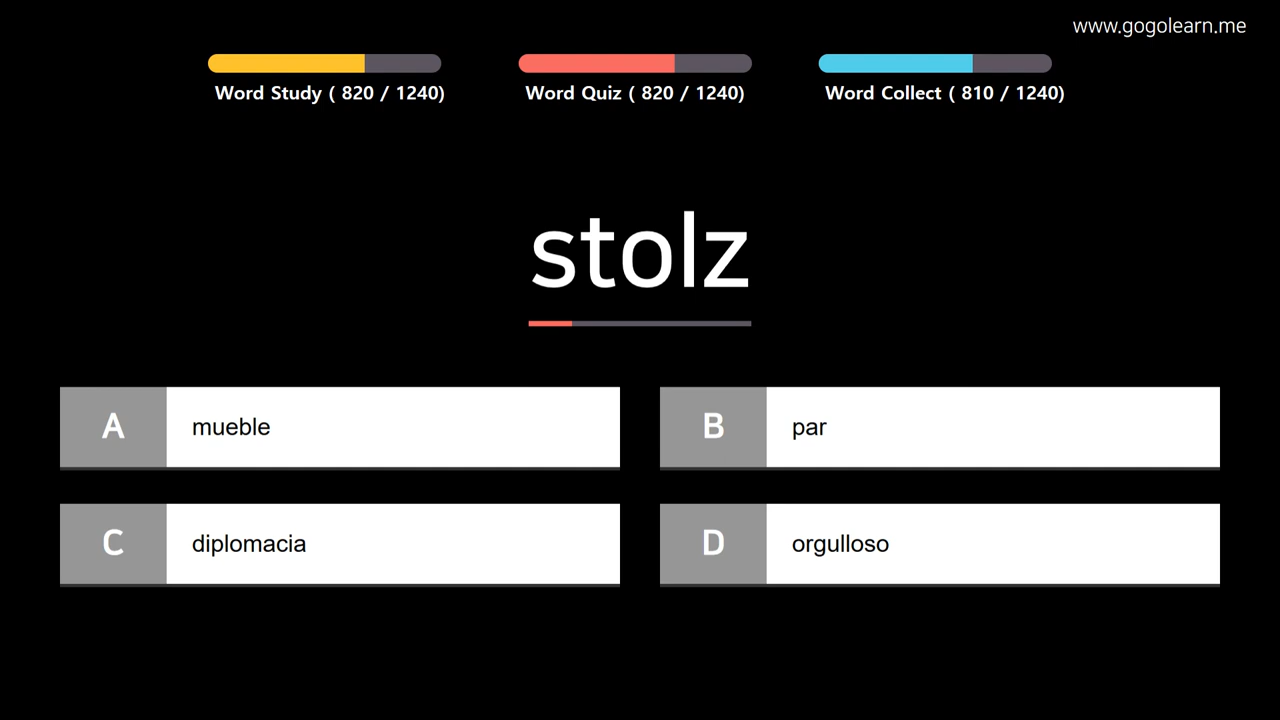 www.gogolearn.me
Word Study ( 820 / 1240)
Word Quiz ( 820 / 1240)
Word Collect ( 810 / 1240)
stolz
A mueble
B par
C diplomacia
D orgulloso